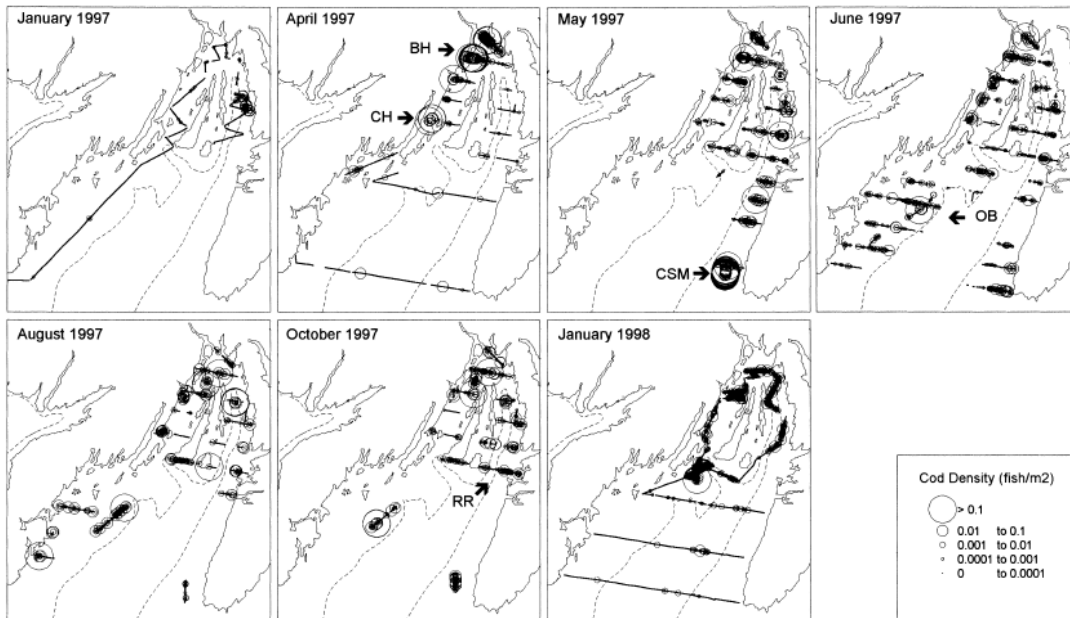 January 1997
April 1997
BH
CH
May 1997
CSM
June 1997
OB
August 1997
October 1997
RR
January 1998
Cod Density (fish/m2)
> 0.1
0.01 to 0.1
0.001 to 0.01
0.0001 to 0.001
0 to 0.0001